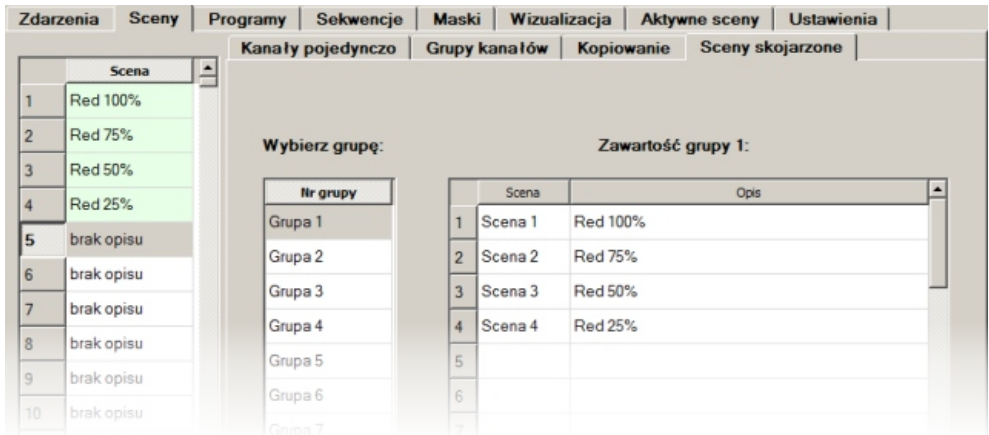 Zdarzenia Sceny Programy Sekwencje Maski Wizualizacja Aktywne sceny Ustawienia
Kanały pojedynczo Grupy kanałów Kopiowanie Sceny skojarzone
Scena
1 Red 100%
2 Red 75%
3 Red 50%
4 Red 25%
5 brak opisu
6 brak opisu
7 brak opisu
8 brak opisu
9 brak opisu
10 brak opisu
Wybierz grupę:
Nr grupy
Grupa 1
Grupa 2
Grupa 3
Grupa 4
Grupa 5
Grupa 6
Grupa 7
Zawartość grupy 1:
Scena Opis
1 Scena 1 Red 100%
2 Scena 2 Red 75%
3 Scena 3 Red 50%
4 Scena 4 Red 25%
5
6
7